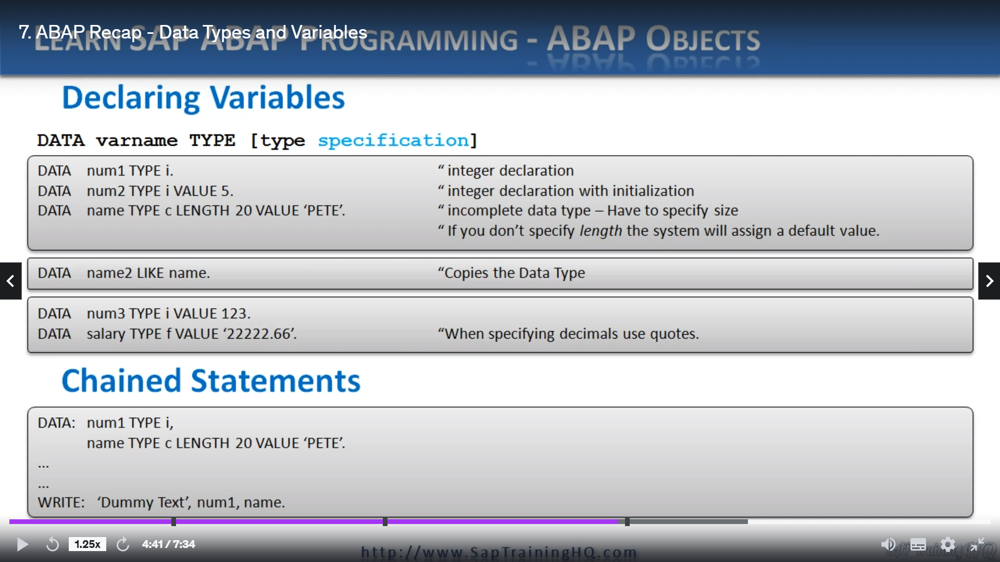 7. ABAP Recap - Data Types and Variables
LEARN SAP ABAP PROGRAMMING - ABAP OBJECTS
Declaring Variables
DATA varname TYPE [type specification]
DATA num1 TYPE i. “ integer declaration
DATA num2 TYPE i VALUE 5. “ integer declaration with initialization
DATA name TYPE c LENGTH 20 VALUE ‘PETE’. “ incomplete data type – Have to specify size
“ If you don’t specify length the system will assign a default value.
DATA name2 LIKE name. “Copies the Data Type
DATA num3 TYPE i VALUE 123.
DATA salary TYPE f VALUE ‘22222.66’. “When specifying decimals use quotes.
Chained Statements
DATA: num1 TYPE i,
name TYPE c LENGTH 20 VALUE ‘PETE’.
...
...
WRITE: ‘Dummy Text’, num1, name.
1.25x 4:41 / 7:34
http://www.SapTrainingHQ.com